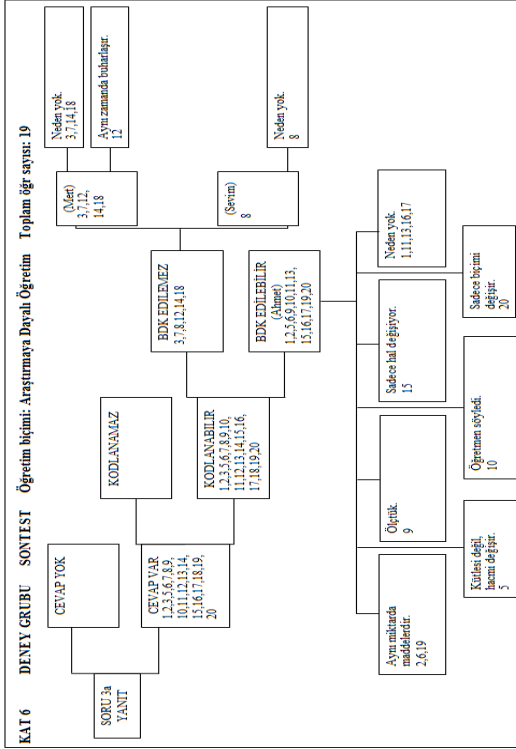 KAT 6 DENEY GRUBU SONTEST Öğretim biçimi: Araştırmaya Dayalı Öğretim Toplam öğr sayısı: 19
SORU 3a
YANIT
CEVAP YOK
CEVAP VAR
1,2,3,5,6,7,8,9,
10,11,12,13,14,
15,16,17,18,19,
20
KODLANAMAZ
KODLANABILIR
1,2,3,5,6,7,8,9,10,
11,12,13,14,15,16,
17,18,19,20
BDK EDILEMEZ
3,7,8,12,14,18
BDK EDILEBİLİR
(Ahmet)
1,2,5,6,9,10,11,13,
15,16,17,19,20
(Mert)
3,7,12,
14,18
(Sevim)
8
Neden yok.
3,7,14,18
Aynı zamanda buharlaşır.
12
Neden yok.
8
Aynı miktarda
maddelerdir.
2,6,19
Ölçtük.
9
Sadece hal değişiyor.
15
Neden yok.
1,11,13,16,17
Kütlesi değil,
hacmi değişir.
5
Öğretmen söyledi.
10
Sadece biçimi
değişir.
20